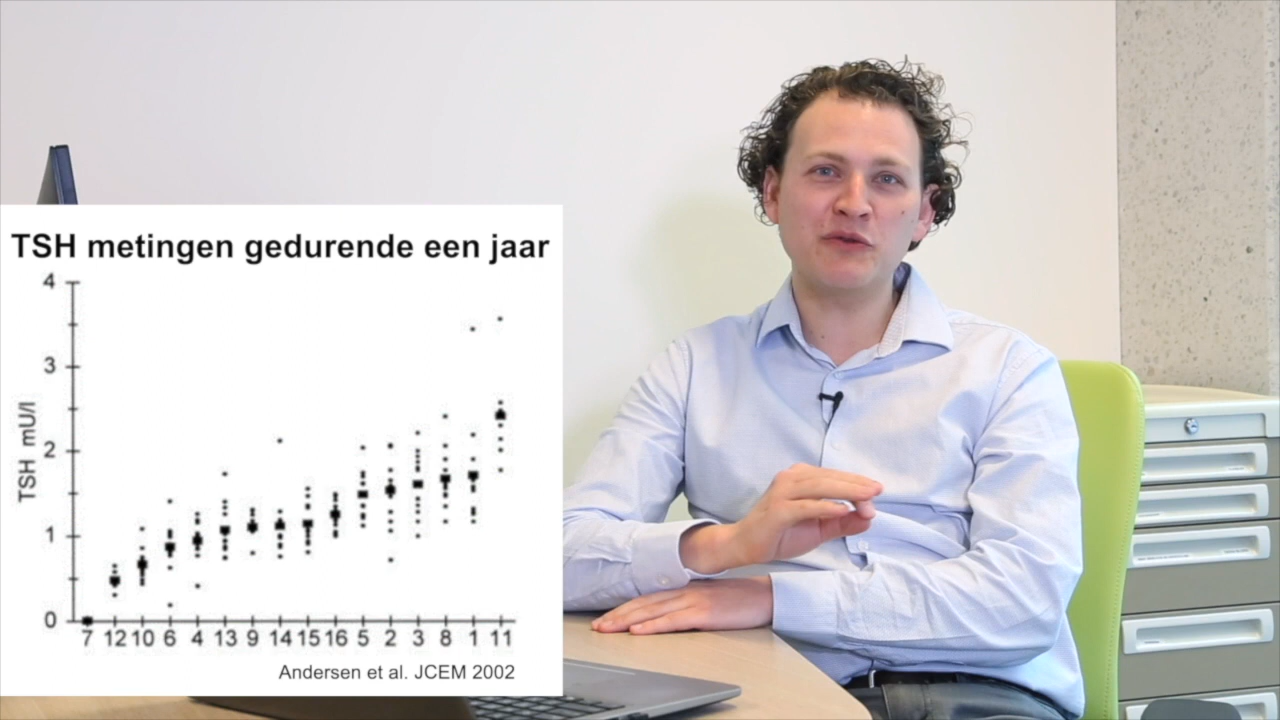 TSH metingen gedurende een jaar
4
3
2
1
0
TSH mU/l
7 12 10 6 4 13 9 14 15 16 5 2 3 8 1 11
Andersen et al. JCEM 2002